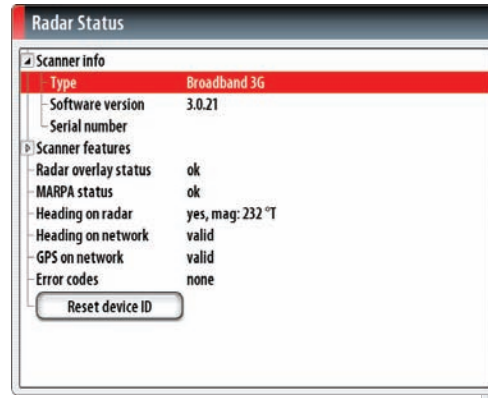 Radar Status
Scanner info
Type Broadband 3G
Software version 3.0.21
Serial number
Scanner features
Radar overlay status ok
MARPA status ok
Heading on radar yes, mag: 232 °T
Heading on network valid
GPS on network valid
Error codes none
Reset device ID